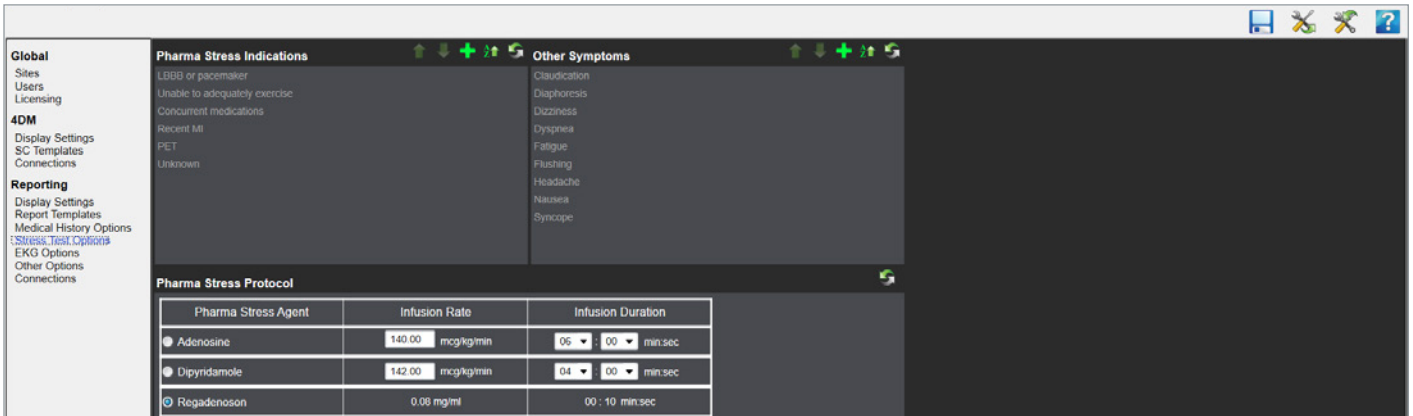 Global
Sites
Users
Licensing
4DM
Display Settings
SC Templates
Connections
Reporting
Display Settings
Report Templates
Medical History Options
Stress Test Options
EKG Options
Other Options
Connections
Pharma Stress Indications
LBBB or pacemaker
Unable to adequately exercise
Concurrent medications
Recent MI
PET
Unknown
Other Symptoms
Claudication
Diaphoresis
Dizziness
Dyspnea
Fatigue
Flushing
Headache
Nausea
Syncope
Pharma Stress Protocol
Pharma Stress Agent Infusion Rate Infusion Duration
Adenosine 140.00 mcg/kg/min 06 : 00 min:sec
Dipyridamole 142.00 mcg/kg/min 04 : 00 min:sec
Regadenoson 0.08 mg/ml 00 : 10 min:sec